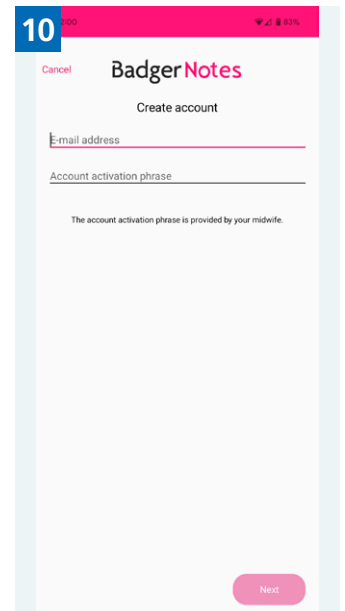 10
83%
Cancel
BadgerNotes
Create account
E-mail address
Account activation phrase
The account activation phrase is provided by your midwife.
Next